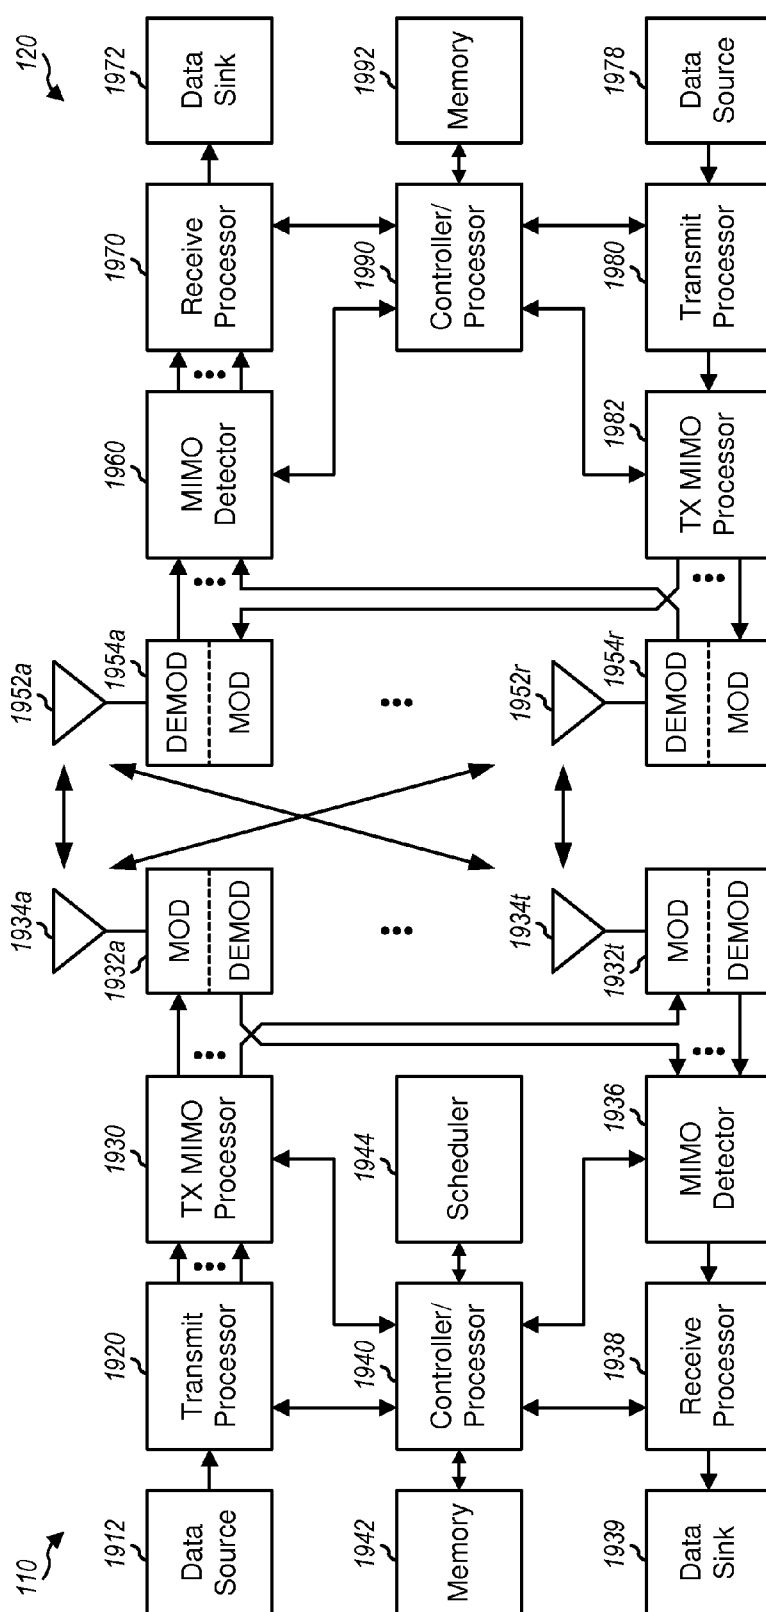 110
1912
Data
Source
1920
Transmit
Processor
•••
1930
TX MIMO
Processor
•••
1932a
MOD
DEMOD
1934a
1952a
1954a
DEMOD
MOD
•••
1960
MIMO
Detector
•••
1970
Receive
Processor
1972
Data
Sink
120
1942
Memory
1940
Controller/
Processor
1944
Scheduler
•••
•••
1990
Controller/
Processor
1992
Memory
1939
Data
Sink
1938
Receive
Processor
1936
MIMO
Detector
•••
1932t
MOD
DEMOD
1934t
1952r
1954r
DEMOD
MOD
•••
1982
TX MIMO
Processor
1980
Transmit
Processor
1978
Data
Source